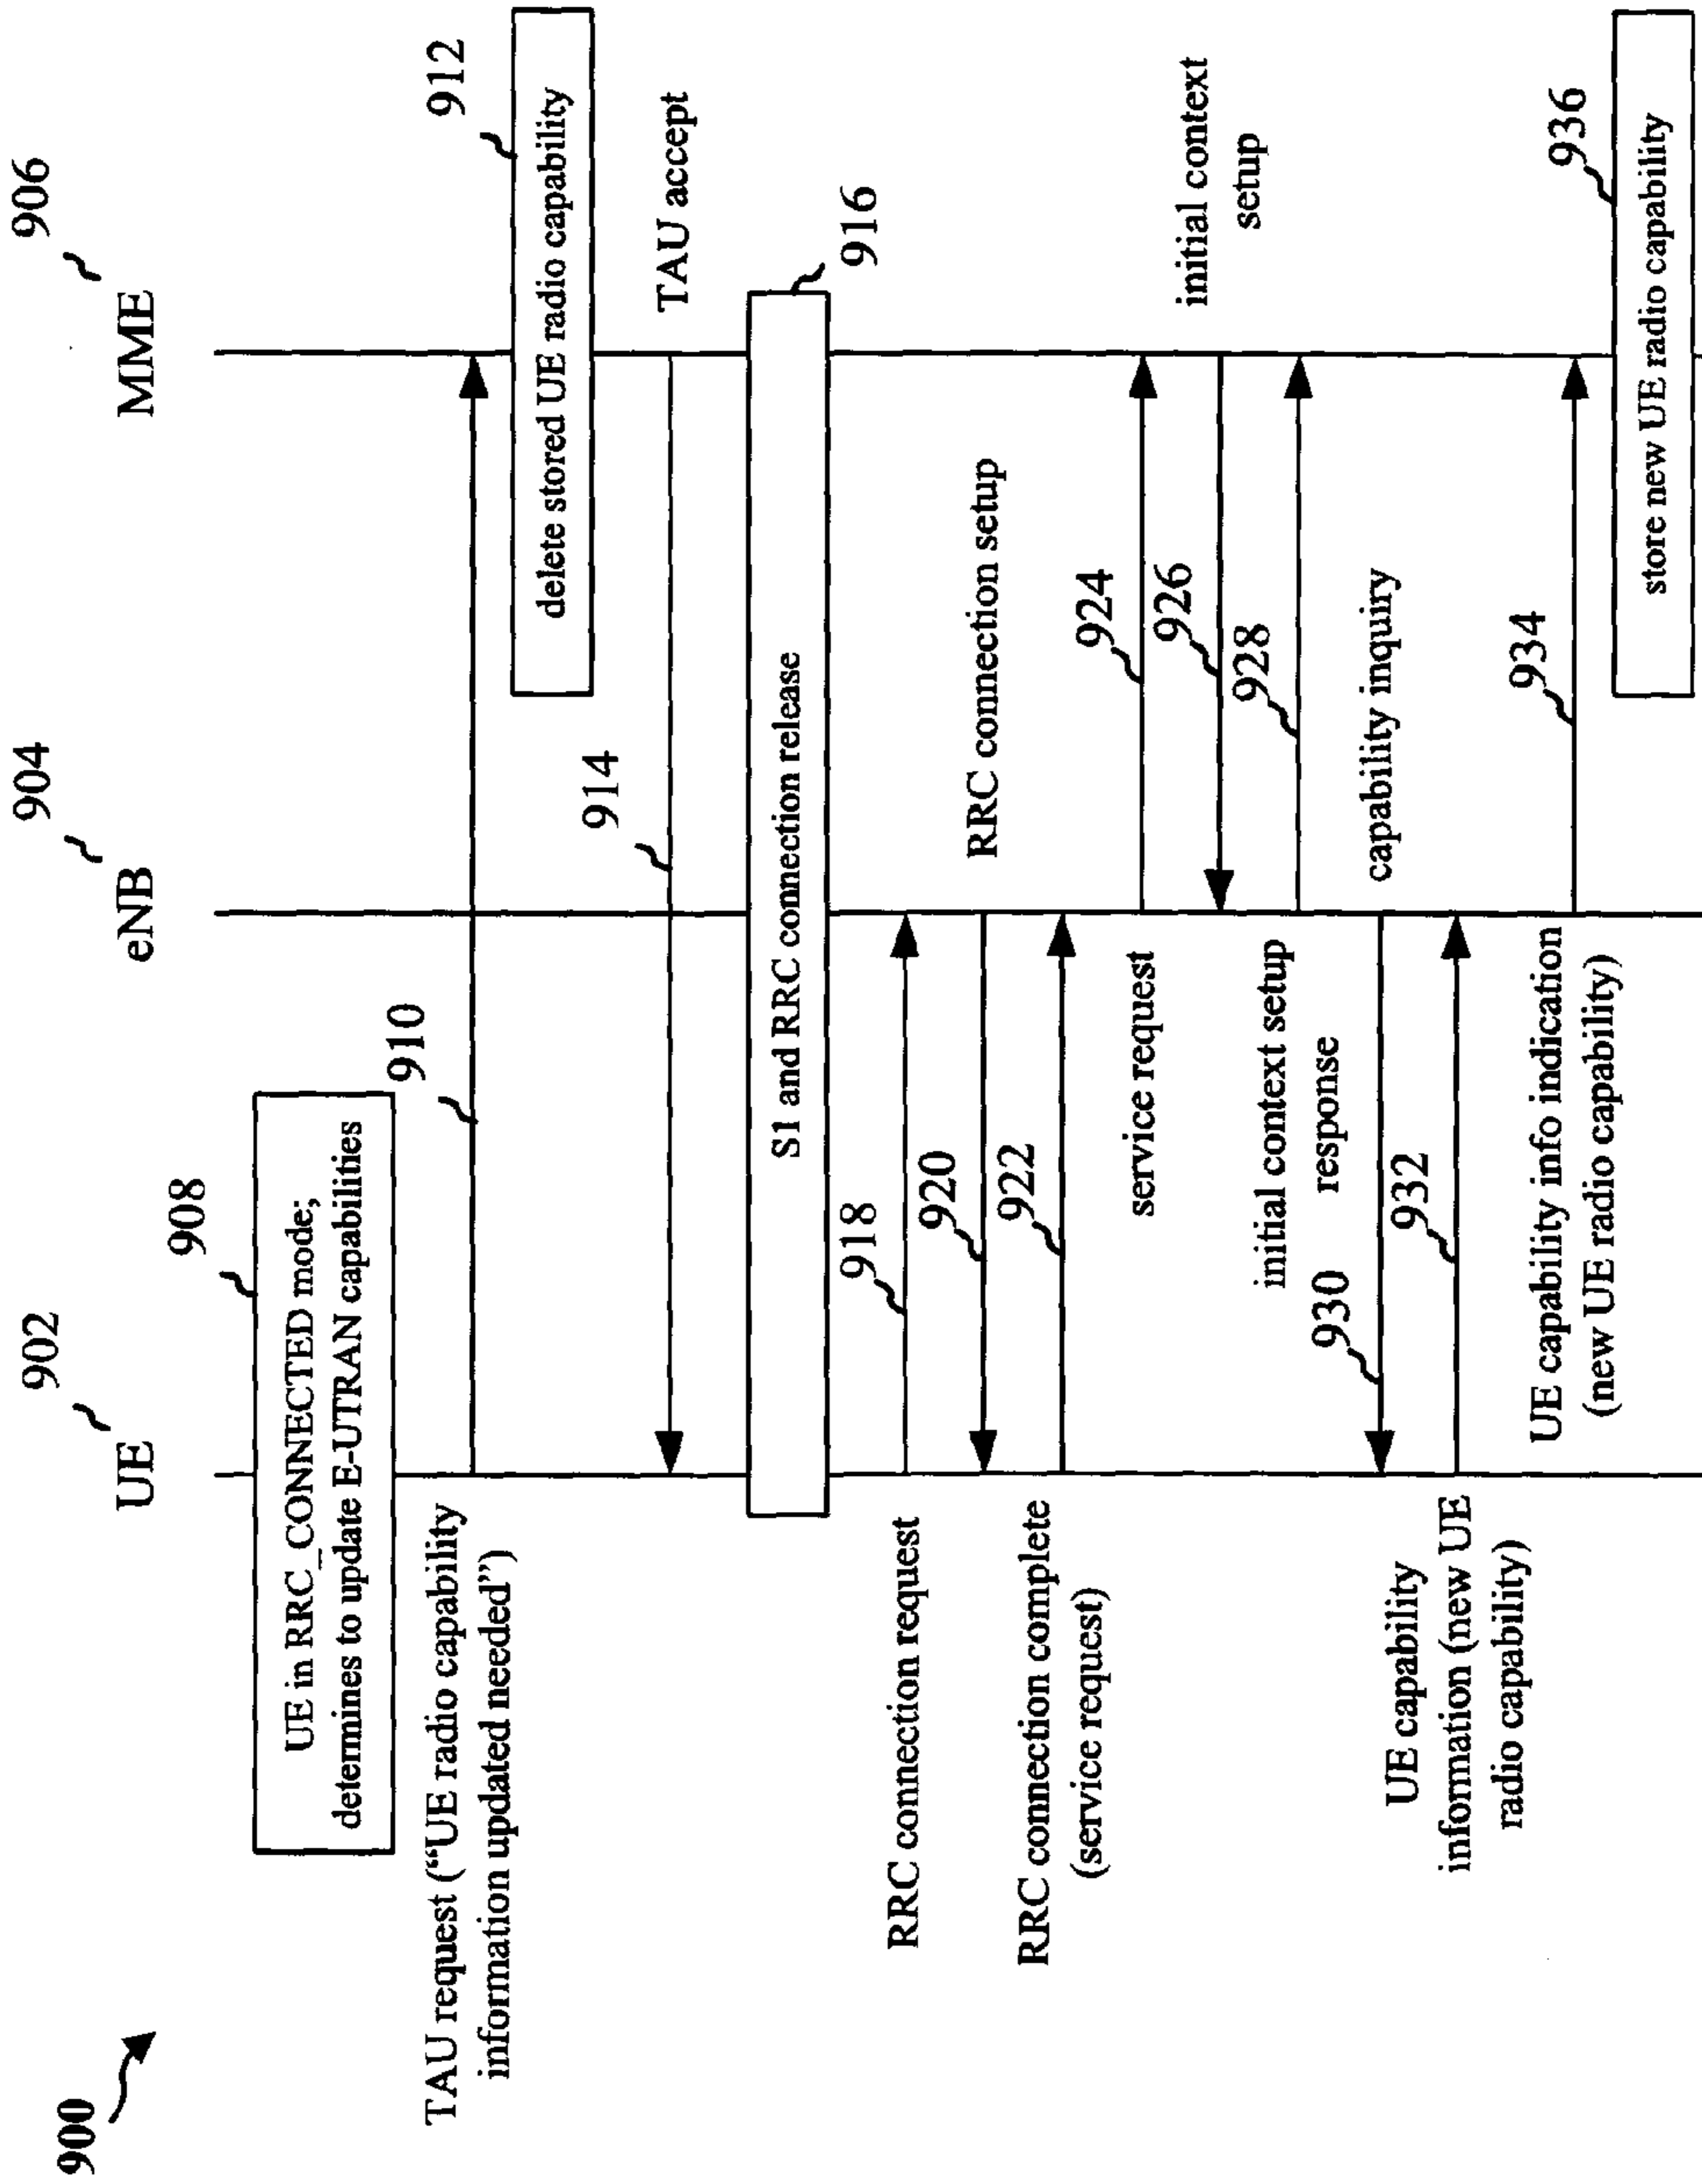 900
UE
902
eNB
904
MME
906
908
UE in RRC_CONNECTED mode;
determines to update E-UTRAN capabilities
TAU request (“UE radio capability
information updated needed”)
910
912
delete stored UE radio capability
914
TAU accept
S1 and RRC connection release
916
RRC connection request
918
920
RRC connection setup
RRC connection complete
(service request)
922
service request
924
926
initial context
setup
initial context setup
response
928
930
capability inquiry
UE capability
information (new UE
radio capability)
932
UE capability info indication
(new UE radio capability)
934
936
store new UE radio capability